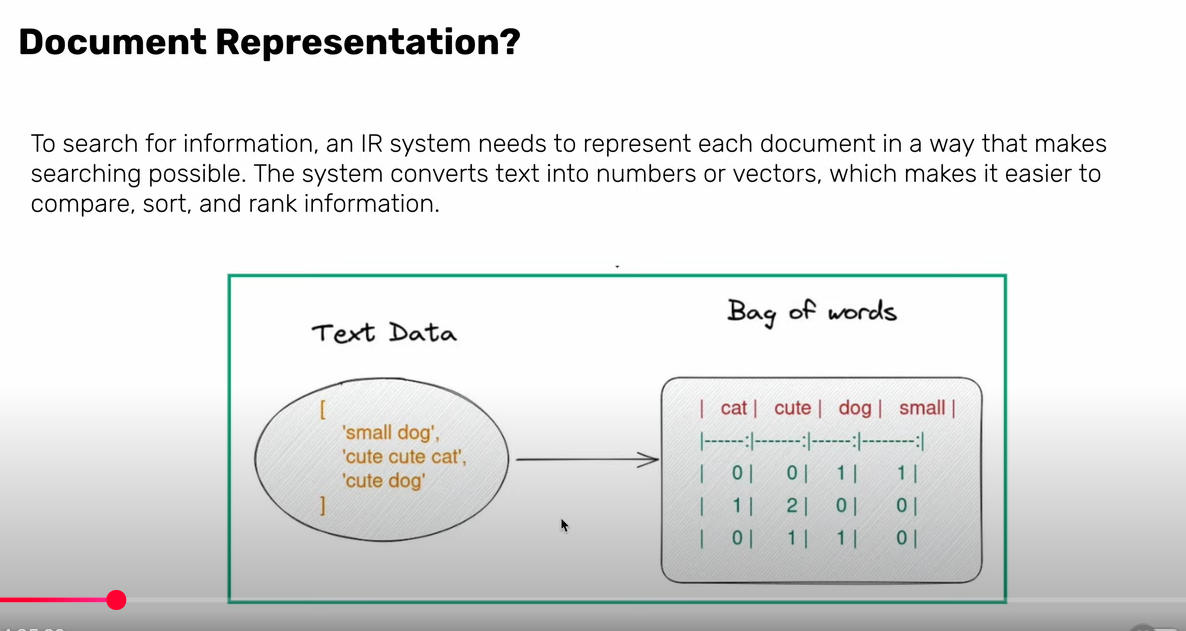 Document Representation?
To search for information, an IR system needs to represent each document in a way that makes
searching possible. The system converts text into numbers or vectors, which makes it easier to
compare, sort, and rank information.
Text Data
[
'small dog',
'cute cute cat',
'cute dog'
]
Bag of words
| cat | cute | dog | small |
|------:|-------:|------:|--------:|
| 0 | 0 | 1 | 1 |
| 1 | 2 | 0 | 0 |
| 0 | 1 | 1 | 0 |